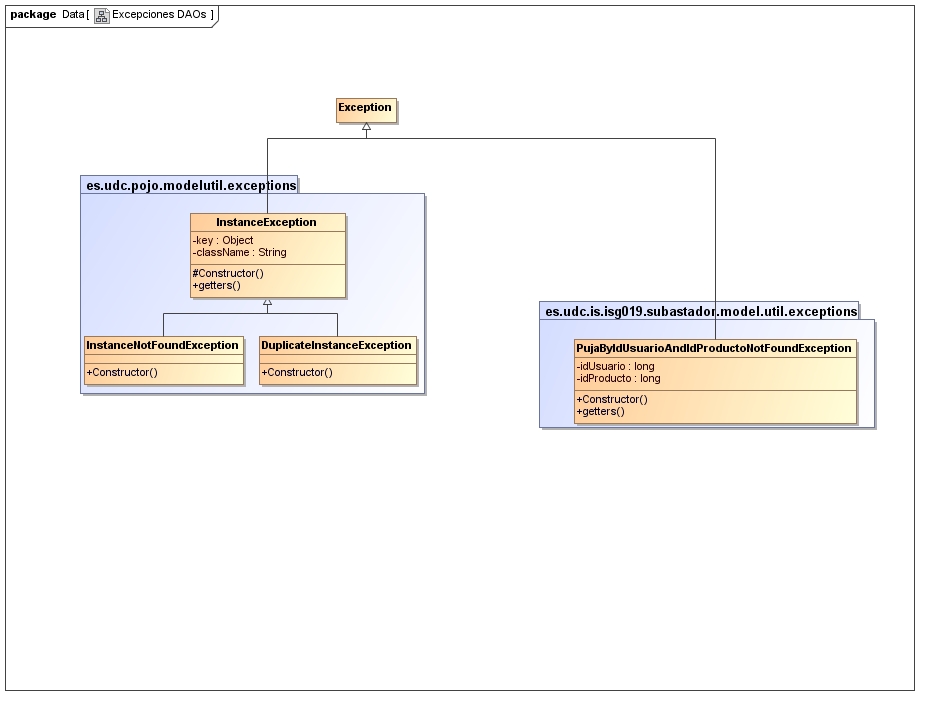 package Data [ Excepciones DAOs ]
Exception
es.udc.pojo.modelutil.exceptions
InstanceException
-key : Object
-className : String
#Constructor()
+getters()
InstanceNotFoundException
+Constructor()
DuplicateInstanceException
+Constructor()
es.udc.is.isg019.subastador.model.util.exceptions
PujaByIdUsuarioAndIdProductoNotFoundException
-idUsuario : long
-idProducto : long
+Constructor()
+getters()